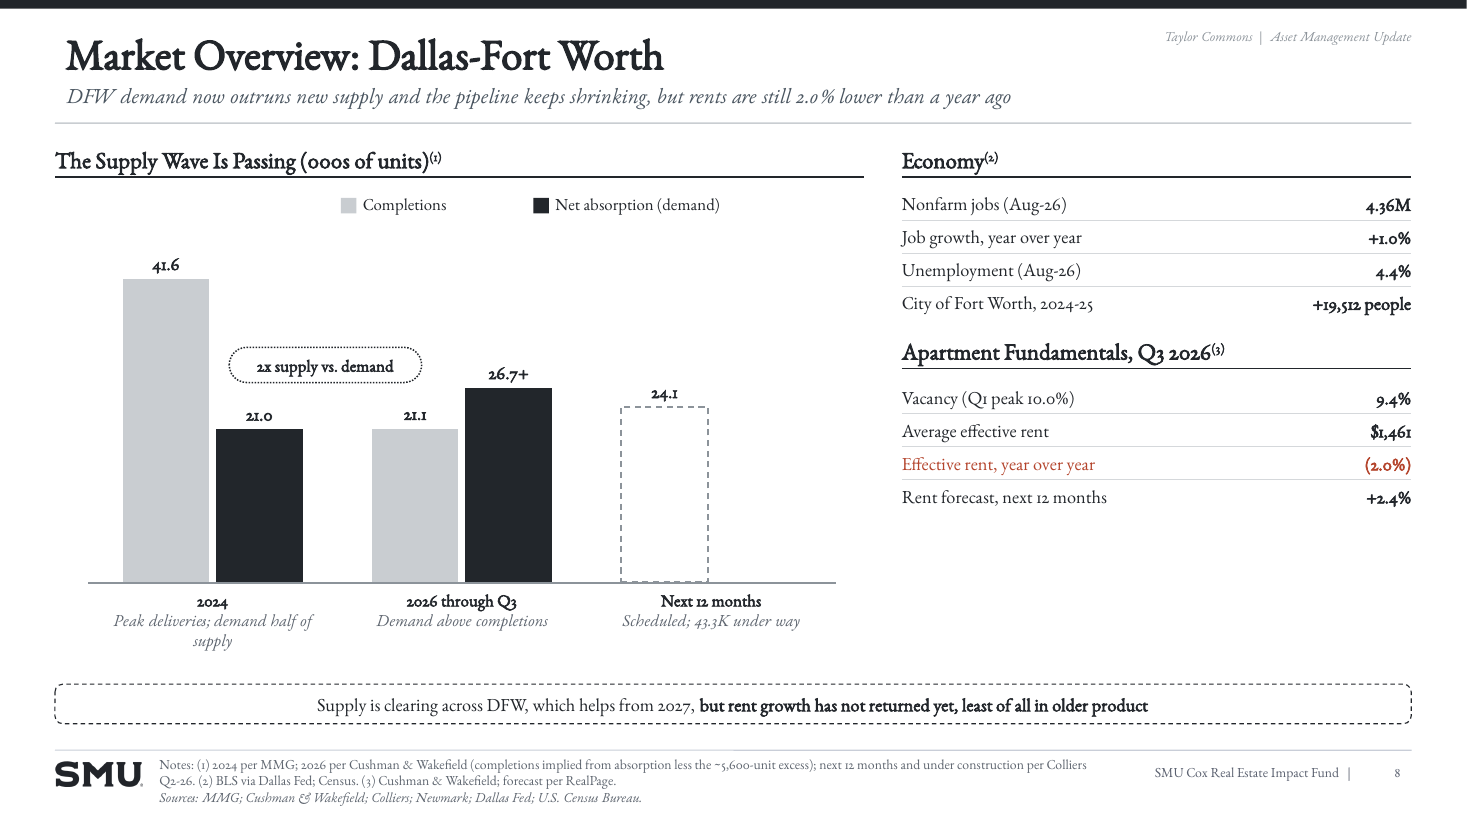 Taylor Commons | Asset Management Update
Market Overview: Dallas-Fort Worth
DFW demand now outruns new supply and the pipeline keeps shrinking, but rents are still 2.0% lower than a year ago
The Supply Wave Is Passing (000s of units)(1)
Completions
Net absorption (demand)
41.6
2x supply vs. demand
21.0
21.1
26.7+
24.1
2024
Peak deliveries; demand half of
supply
2026 through Q3
Demand above completions
Next 12 months
Scheduled; 43.3K under way
Economy(2)
Nonfarm jobs (Aug-26) 4.36M
Job growth, year over year +1.0%
Unemployment (Aug-26) 4.4%
City of Fort Worth, 2024-25 +19,512 people
Apartment Fundamentals, Q3 2026(3)
Vacancy (Q1 peak 10.0%) 9.4%
Average effective rent $1,461
Effective rent, year over year (2.0%)
Rent forecast, next 12 months +2.4%
Supply is clearing across DFW, which helps from 2027, but rent growth has not returned yet, least of all in older product
SMU
Notes: (1) 2024 per MMG; 2026 per Cushman & Wakefield (completions implied from absorption less the ~5,600-unit excess); next 12 months and under construction per Colliers
Q2-26. (2) BLS via Dallas Fed; Census. (3) Cushman & Wakefield; forecast per RealPage.
Sources: MMG; Cushman & Wakefield; Colliers; Newmark; Dallas Fed; U.S. Census Bureau.
SMU Cox Real Estate Impact Fund | 8